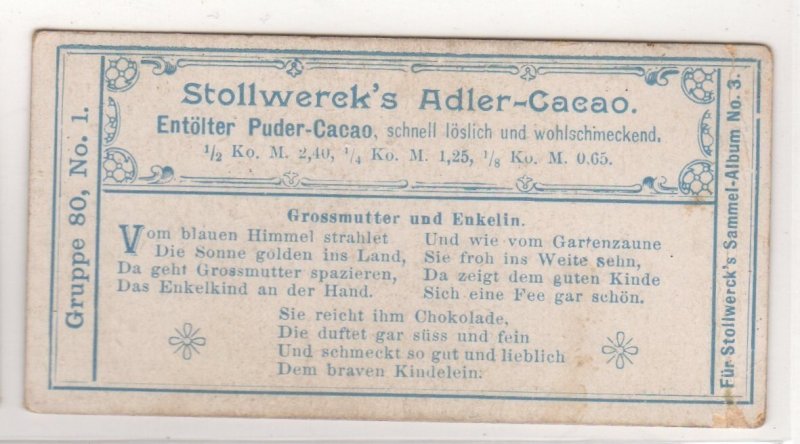 Stollwerck's Adler-Cacao.
Entölter Puder-Cacao, schnell löslich und wohlschmeckend,
1/2 Ko. M. 2,40, 1/4 Ko. M. 1,25, 1/8 Ko. M. 0.65.
Gruppe 80, No. 1.
Grossmutter und Enkelin.
Vom blauen Himmel strahlet
Die Sonne golden ins Land,
Da geht Grossmutter spazieren,
Das Enkelkind an der Hand.
Und wie vom Gartenzaune
Sie froh ins Weite sehn,
Da zeigt dem guten Kinde
Sich eine Fee gar schön.
Sie reicht ihm Chokolade,
Die duftet gar süss und fein
Und schmeckt so gut und lieblich
Dem braven Kindelein.
Für Stollwerck's Sammel-Album No. 3.